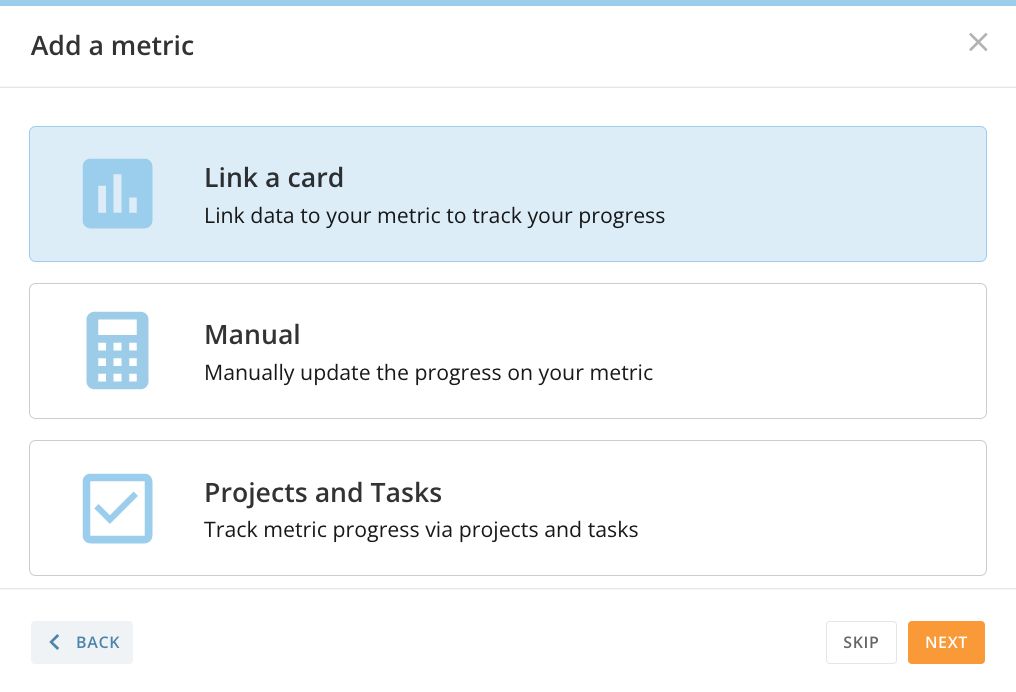 Add a metric
Link a card
Link data to your metric to track your progress
Manual
Manually update the progress on your metric
Projects and Tasks
Track metric progress via projects and tasks
BACK
SKIP
NEXT